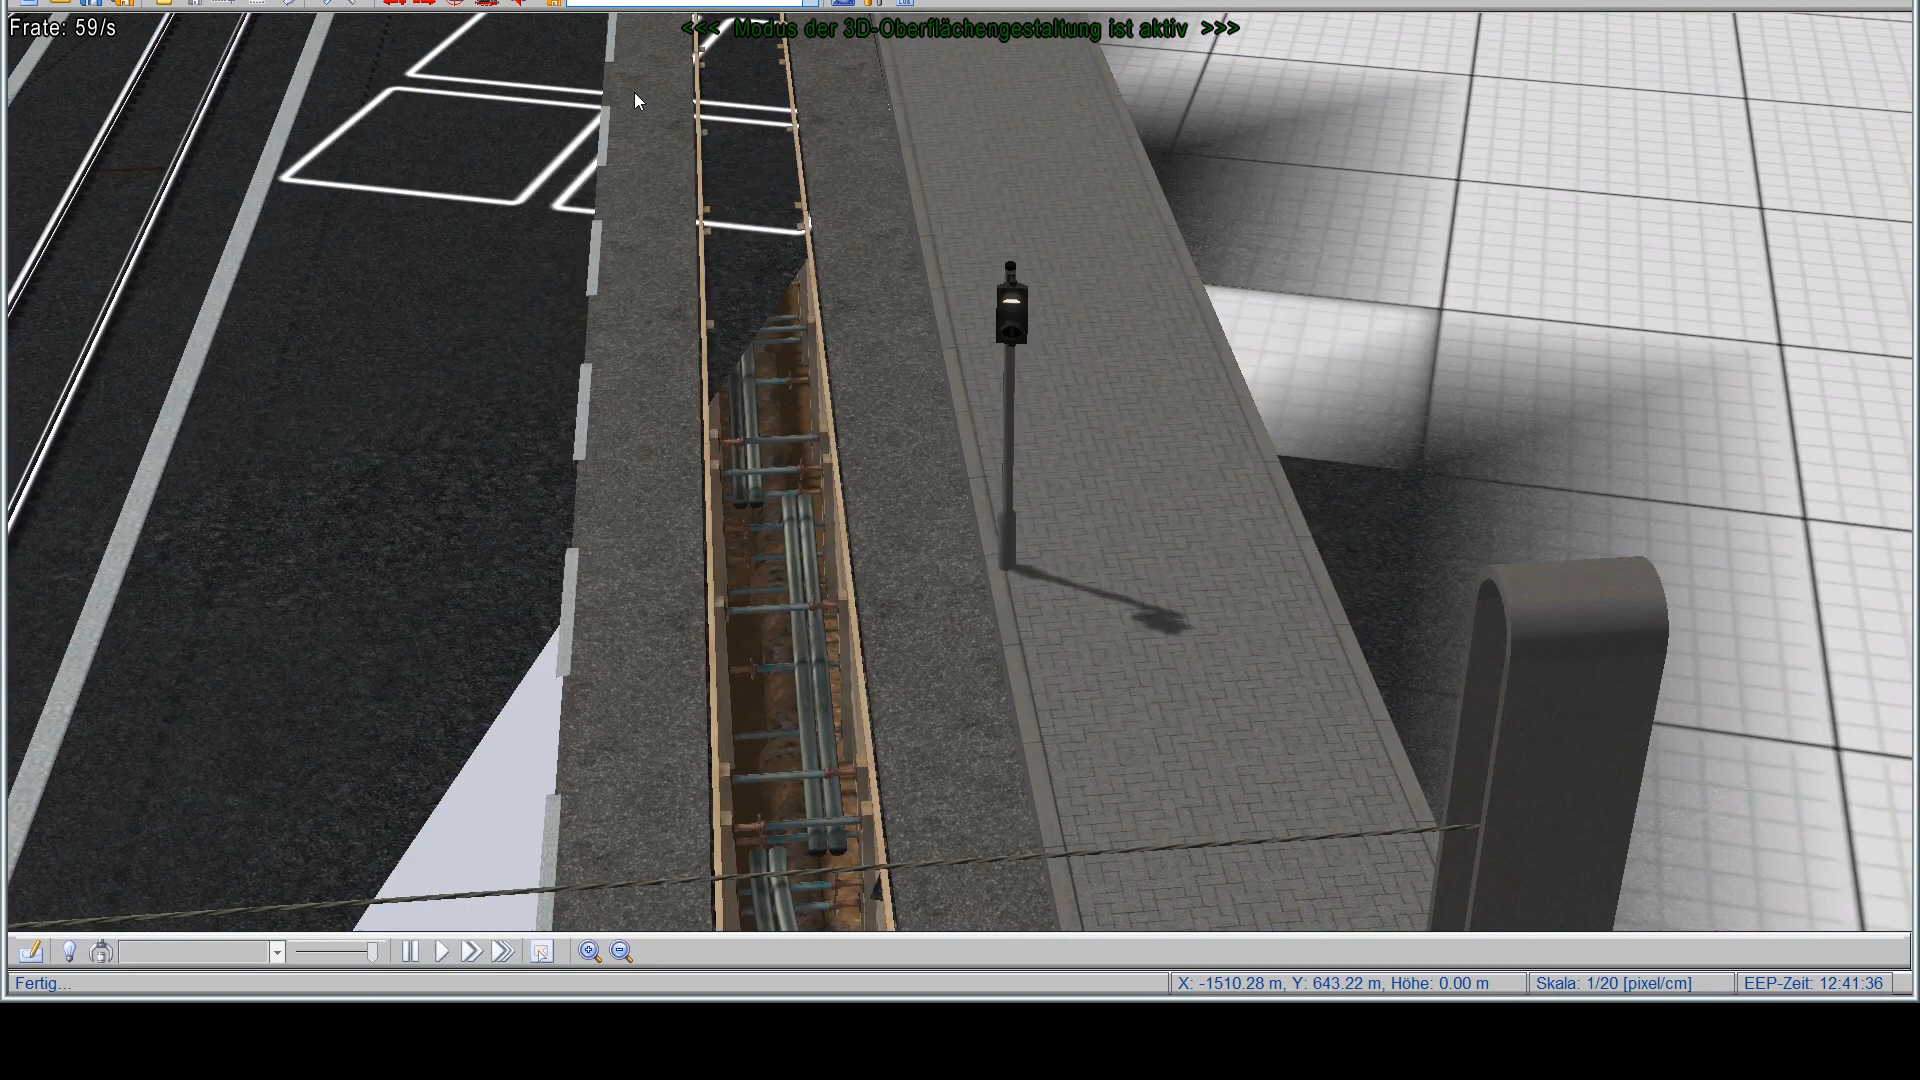 Frate: 59/s
<<< Modus der 3D-Oberflächengestaltung ist aktiv >>>
Fertig...
X: -1510.28 m, Y: 643.22 m, Höhe: 0.00 m
Skala: 1/20 [pixel/cm]
EEP-Zeit: 12:41:36